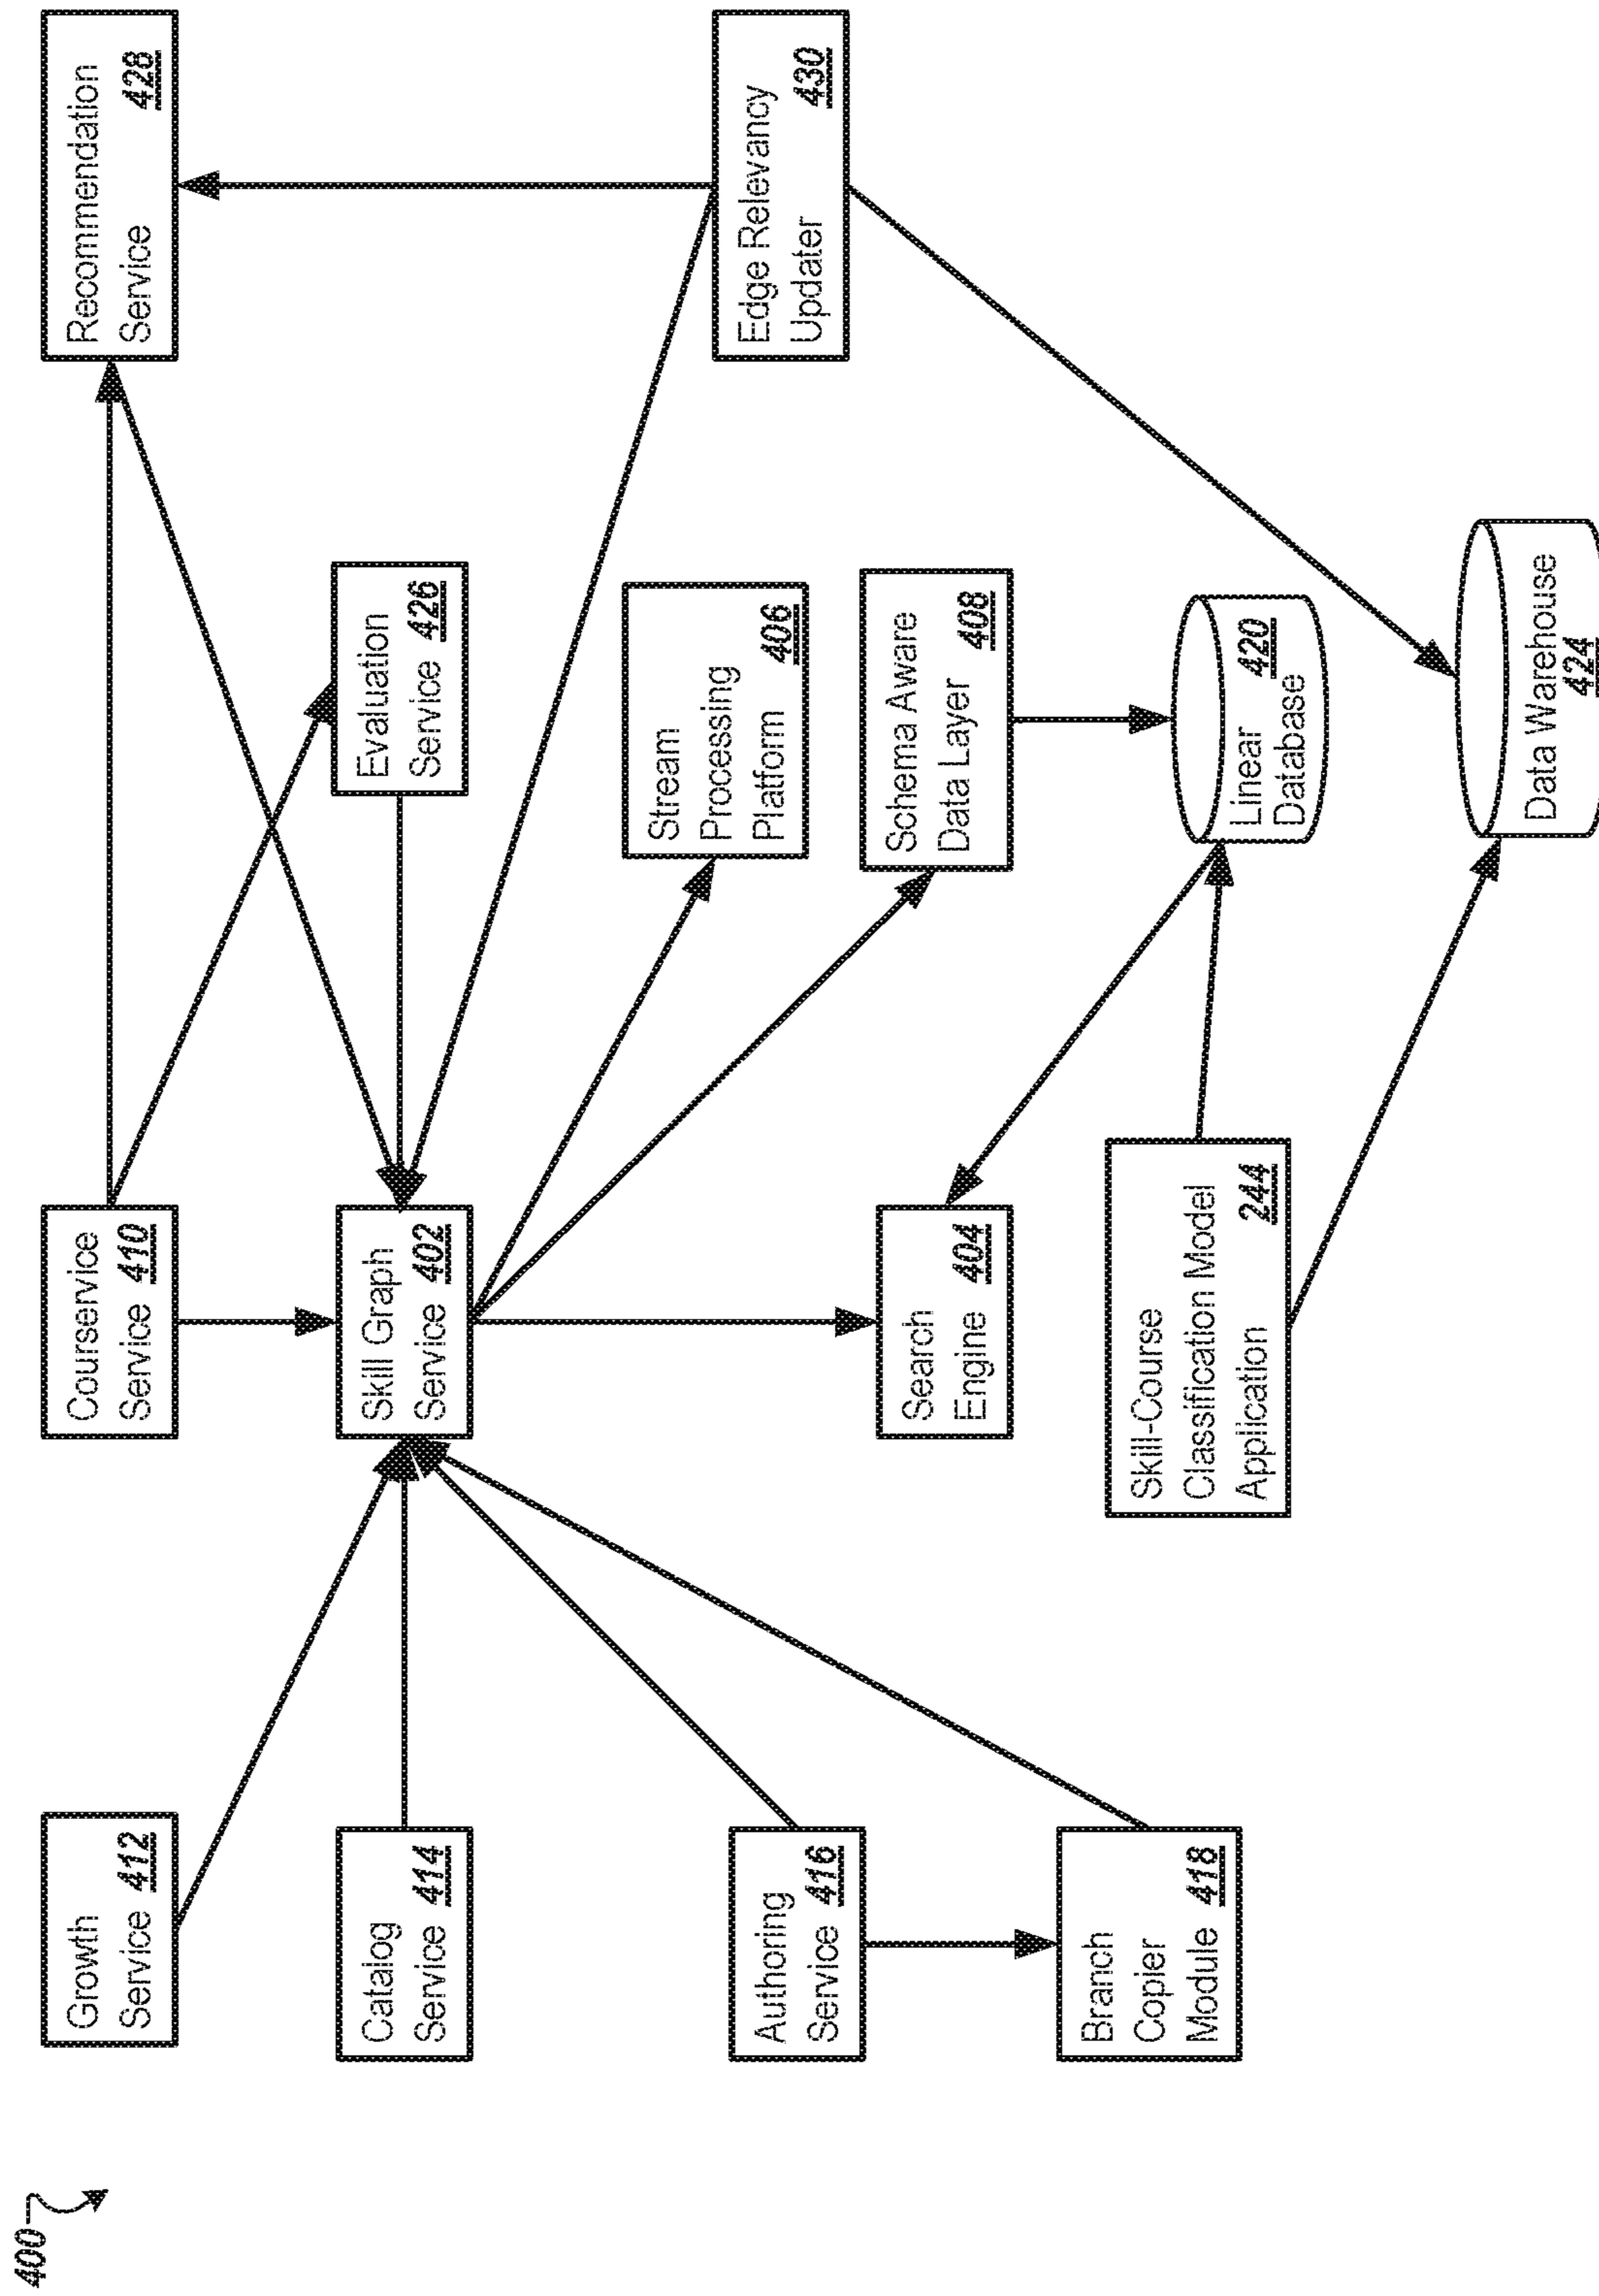 400
Growth
Service 412
Courservice
Service 410
Recommendation
Service 428
Catalog
Service 414
Skill Graph
Service 402
Evaluation
Service 426
Authoring
Service 416
Stream
Processing
Platform 406
Edge Relevancy
Updater 430
Search
Engine 404
Schema Aware
Data Layer 408
Branch
Copier
Module 418
Skill-Course
Classification Model
Application 244
Linear 420
Database
Data Warehouse
424